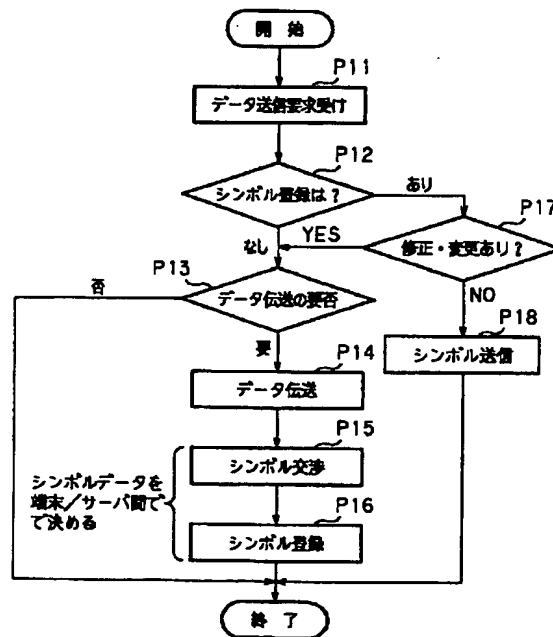 開始
P11
データ送信要求受け
P12
シンボル登録は?
あり
P17
なし
YES
修正・変更あり?
P13
否
データ伝送の要否
NO
P18
要
シンボル送信
P14
データ伝送
P15
シンボル交渉
シンボルデータを
端末/サーバ間で
で決める
P16
シンボル登録
終了